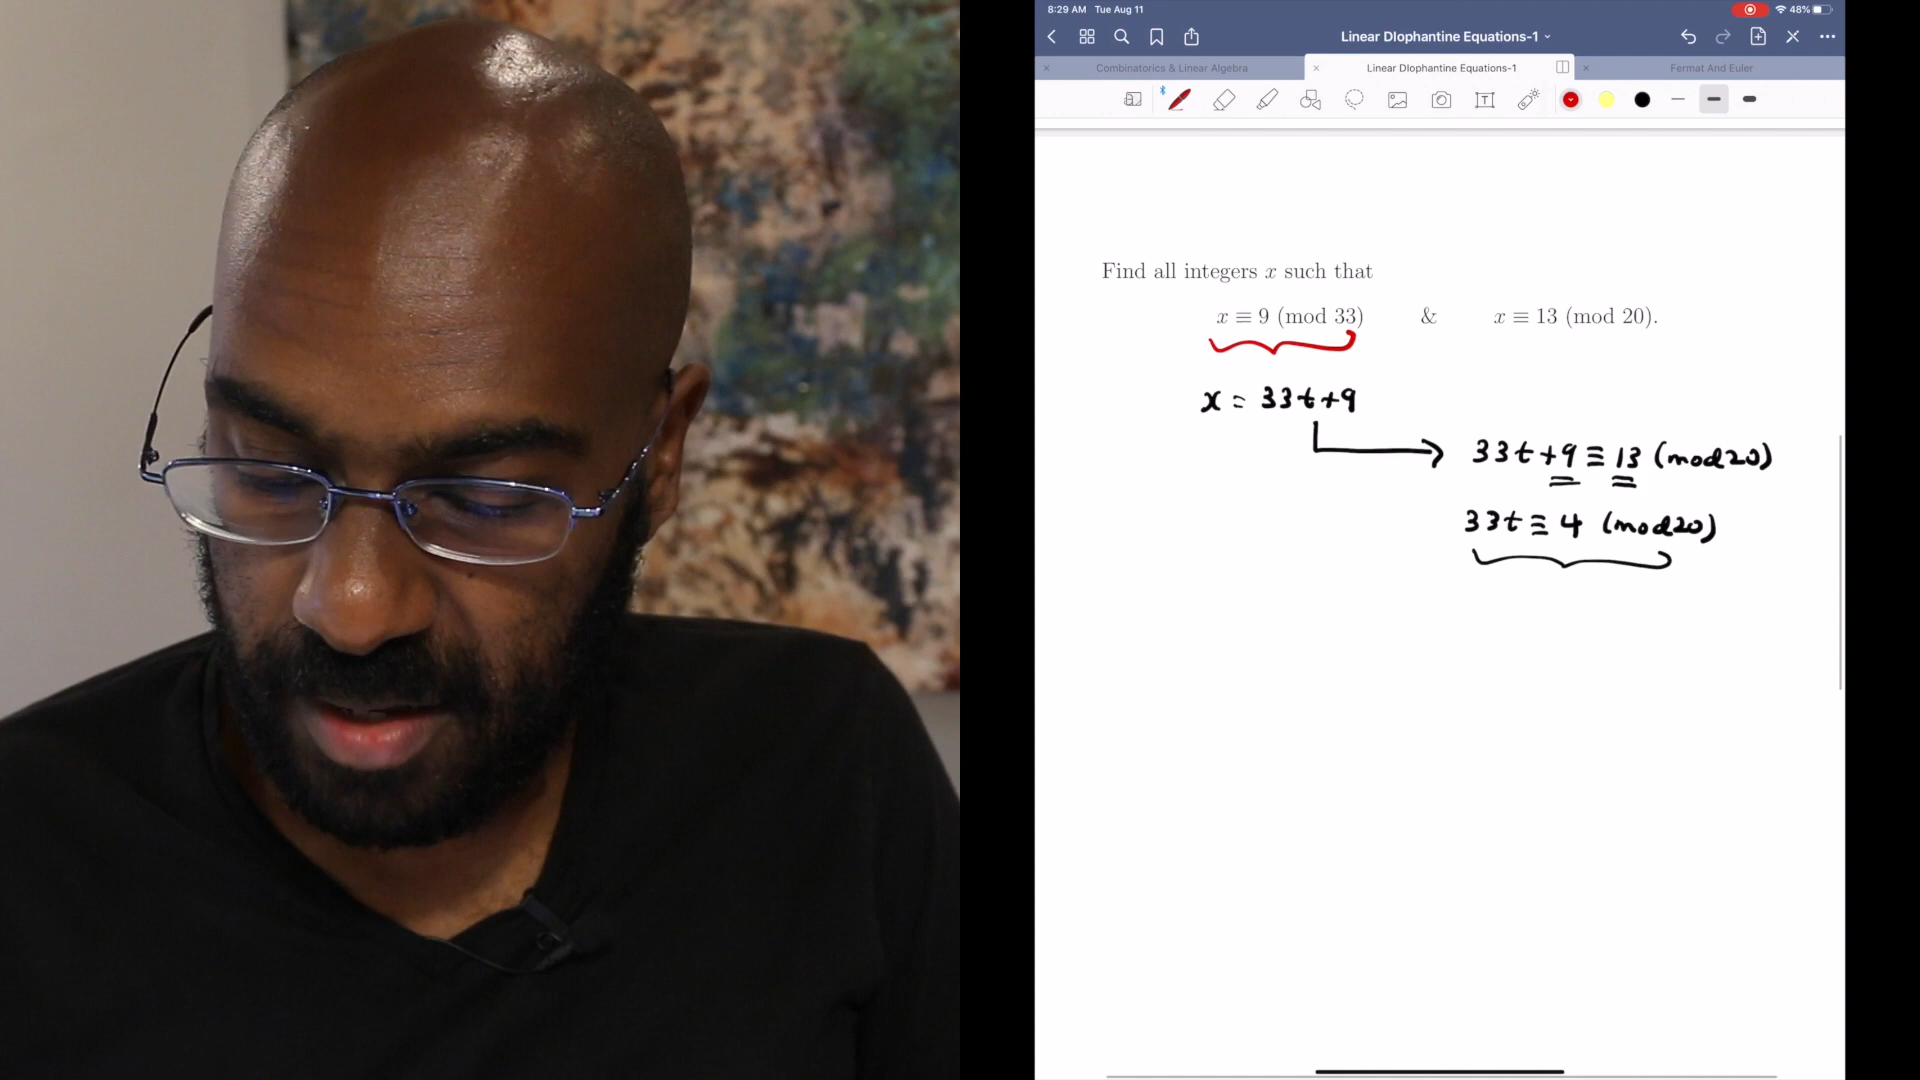 8:29 AM Tue Aug 11
48%
Linear DIophantine Equations-1
Combinatorics & Linear Algebra
Linear DIophantine Equations-1
Fermat And Euler
T
Find all integers x such that
x ≡ 9 (mod 33) & x ≡ 13 (mod 20).
x = 33t+9
33t+9 ≡ 13 (mod 20)
33t ≡ 4 (mod 20)